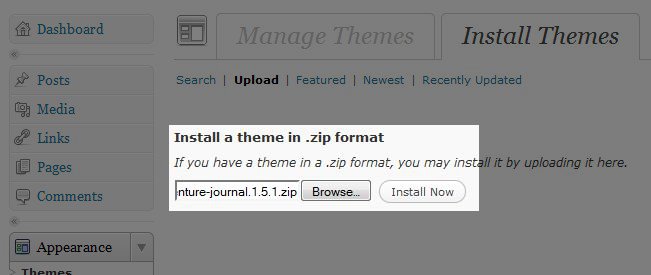 Dashboard
Posts
Media
Links
Pages
Comments
Appearance
Themes
Manage Themes
Install Themes
Search | Upload | Featured | Newest | Recently Updated
Install a theme in .zip format
If you have a theme in a .zip format, you may install it by uploading it here.
nture-journal.1.5.1.zip Browse... Install Now